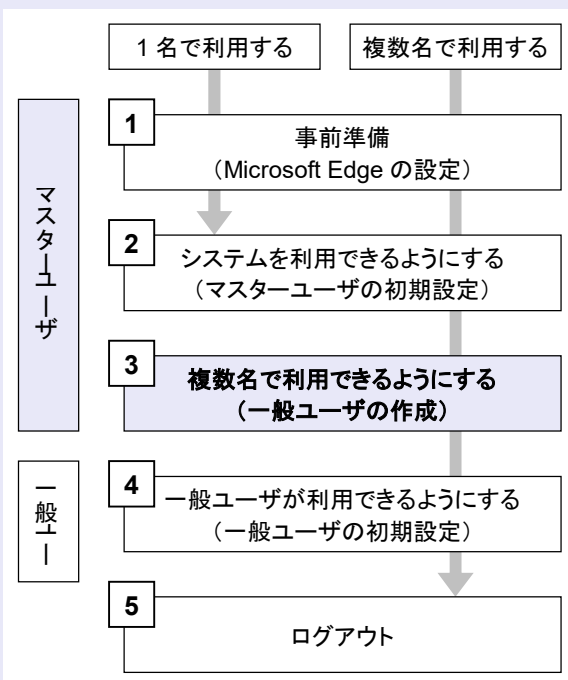 1 名で利用する
複数名で利用する
マスターユーザ
1
事前準備
（Microsoft Edge の設定）
2
システムを利用できるようにする
（マスターユーザの初期設定）
3
複数名で利用できるようにする
（一般ユーザの作成）
一般ユー
4
一般ユーザが利用できるようにする
（一般ユーザの初期設定）
5
ログアウト